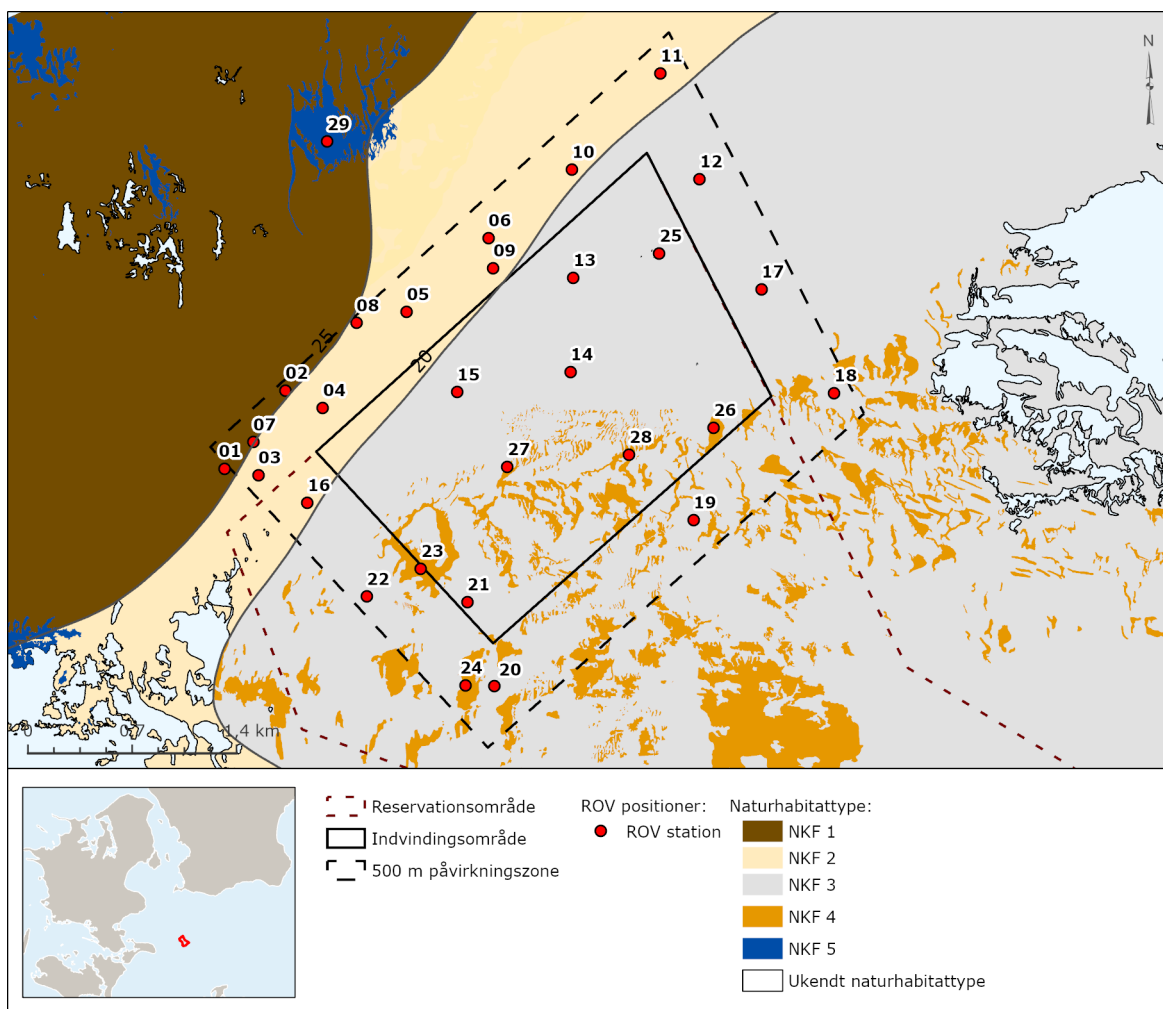 11
N
29
10
12
06
09
25
13
17
08
05
25
20
02
14
15
18
04
26
07
28
01
03
27
16
19
23
22
21
24
20
0
0,7
1,4 km
Reservationsområde
Indvindingsområde
500 m påvirkningszone
ROV positioner:
ROV station
Naturhabitattype:
NKF 1
NKF 2
NKF 3
NKF 4
NKF 5
Ukendt naturhabitattype